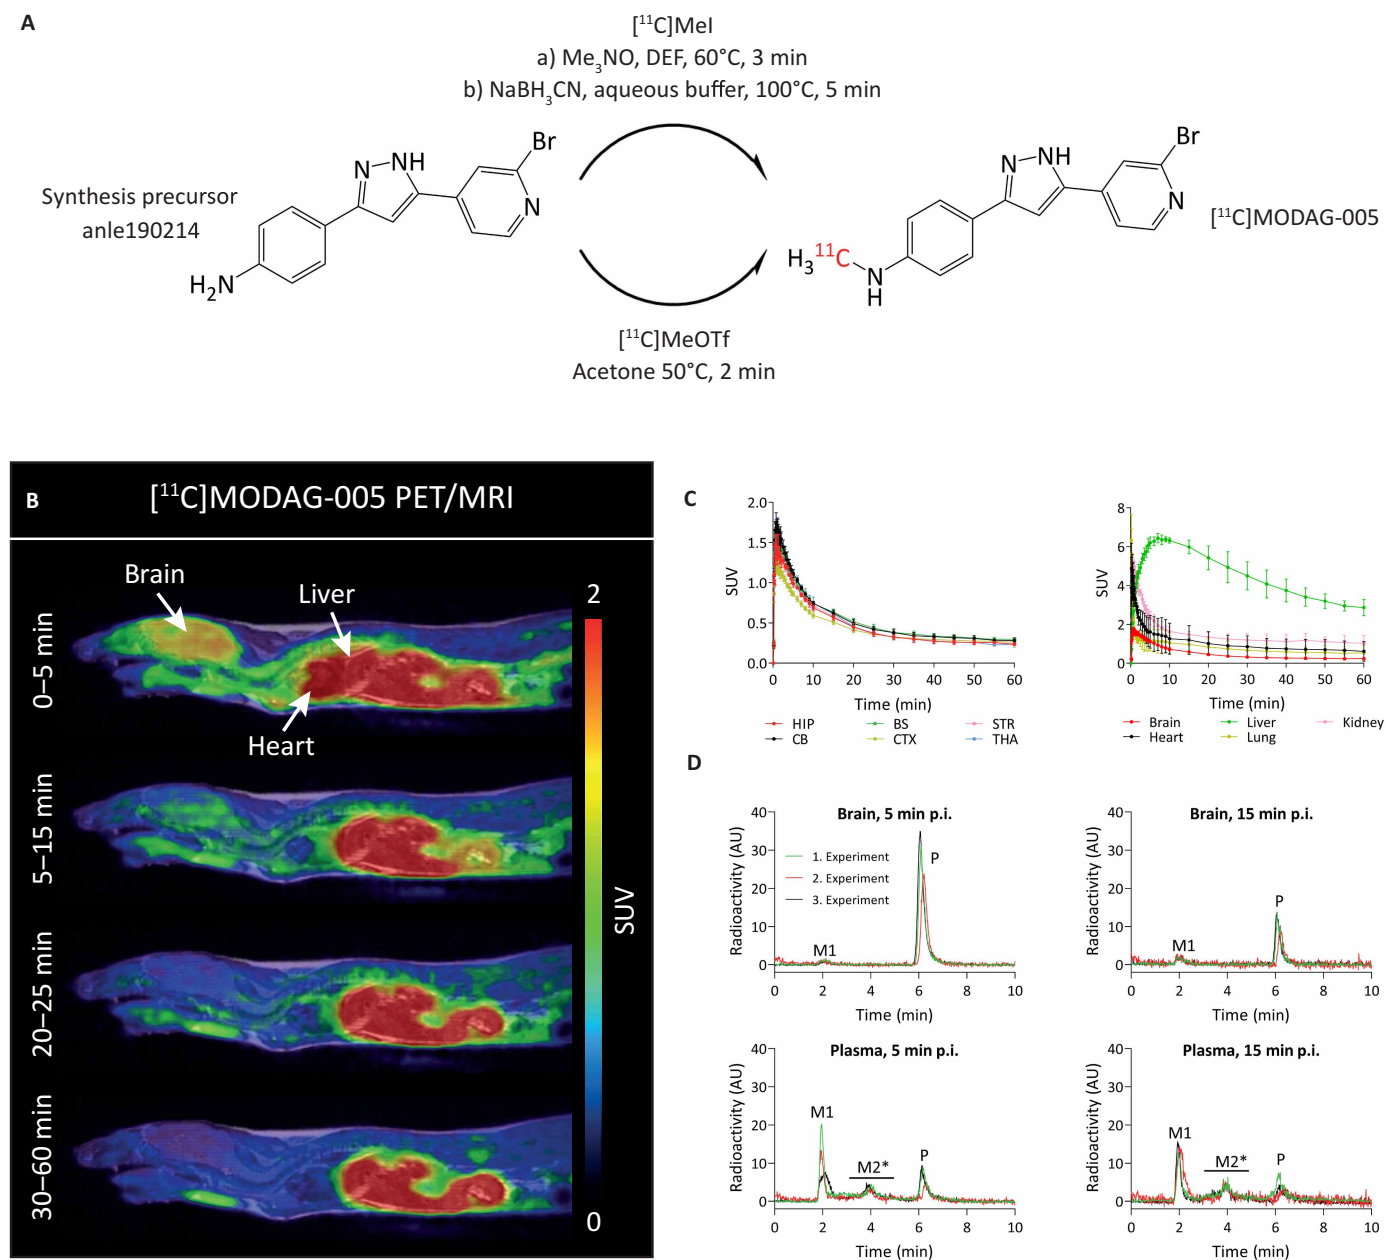 A
[¹¹C]MeI
a) Me₃NO, DEF, 60°C, 3 min
b) NaBH₃CN, aqueous buffer, 100°C, 5 min
Synthesis precursor
anle190214
N
NH
Br
N
H₂N
N
NH
Br
N
H₃¹¹C
N
H
[¹¹C]MODAG-005
[¹¹C]MeOTf
Acetone 50°C, 2 min
B
[¹¹C]MODAG-005 PET/MRI
Brain
Liver
Heart
0–5 min
5–15 min
20–25 min
30–60 min
2
SUV
0
C
2.0
1.5
1.0
0.5
0.0
SUV
0 10 20 30 40 50 60
Time (min)
HIP BS STR
CB CTX THA
8
6
4
2
0
SUV
0 10 20 30 40 50 60
Time (min)
Brain Liver Kidney
Heart Lung
D
Brain, 5 min p.i.
40
30
20
10
0
Radioactivity (AU)
1. Experiment
2. Experiment
3. Experiment
P
M1
0 2 4 6 8 10
Time (min)
Brain, 15 min p.i.
40
30
20
10
0
Radioactivity (AU)
P
M1
0 2 4 6 8 10
Time (min)
Plasma, 5 min p.i.
40
30
20
10
0
Radioactivity (AU)
M1
M2*
P
0 2 4 6 8 10
Time (min)
Plasma, 15 min p.i.
40
30
20
10
0
Radioactivity (AU)
M1
M2*
P
0 2 4 6 8 10
Time (min)